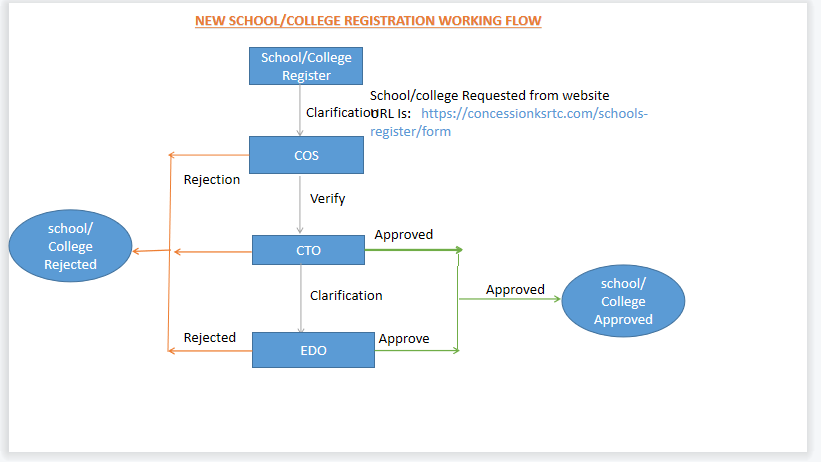 NEW SCHOOL/COLLEGE REGISTRATION WORKING FLOW
School/College
Register
School/college Requested from website
Clarification
URL Is: https://concessionksrtc.com/schools-
register/form
COS
Rejection
Verify
school/
College
Rejected
Approved
CTO
Clarification
Approved
school/
College
Approved
Rejected
EDO
Approve